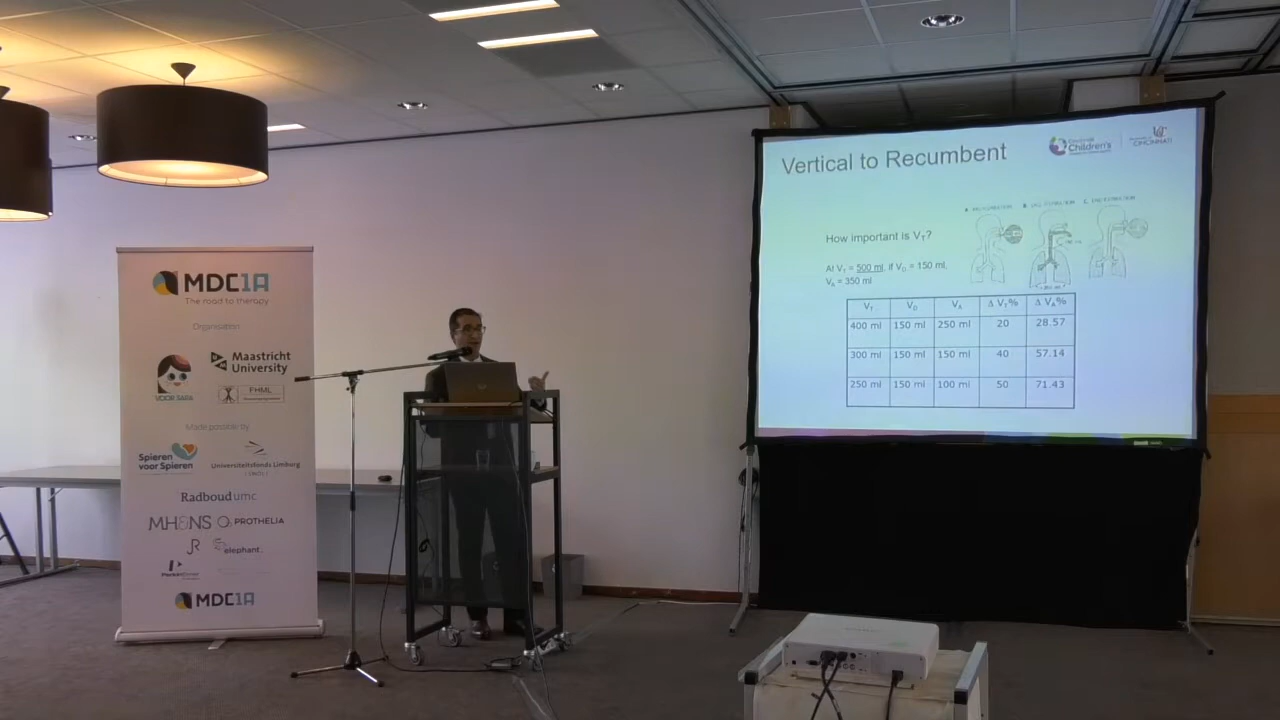 MDC1A
The road to therapy
Organisation
VOOR SARA
Maastricht
University
FHML
Made possible by
Spieren
voor Spieren
Universiteitsfonds Limburg
Radboudumc
MHeNS
PROTHELIA
elephant
MDC1A
Vertical to Recumbent
Children's
CINCINNATI
How important is VT?
At VT = 500 ml, if VD = 150 ml,
VA = 350 ml
VT VD VA Δ VT% Δ VA%
400 ml 150 ml 250 ml 20 28.57
300 ml 150 ml 150 ml 40 57.14
250 ml 150 ml 100 ml 50 71.43